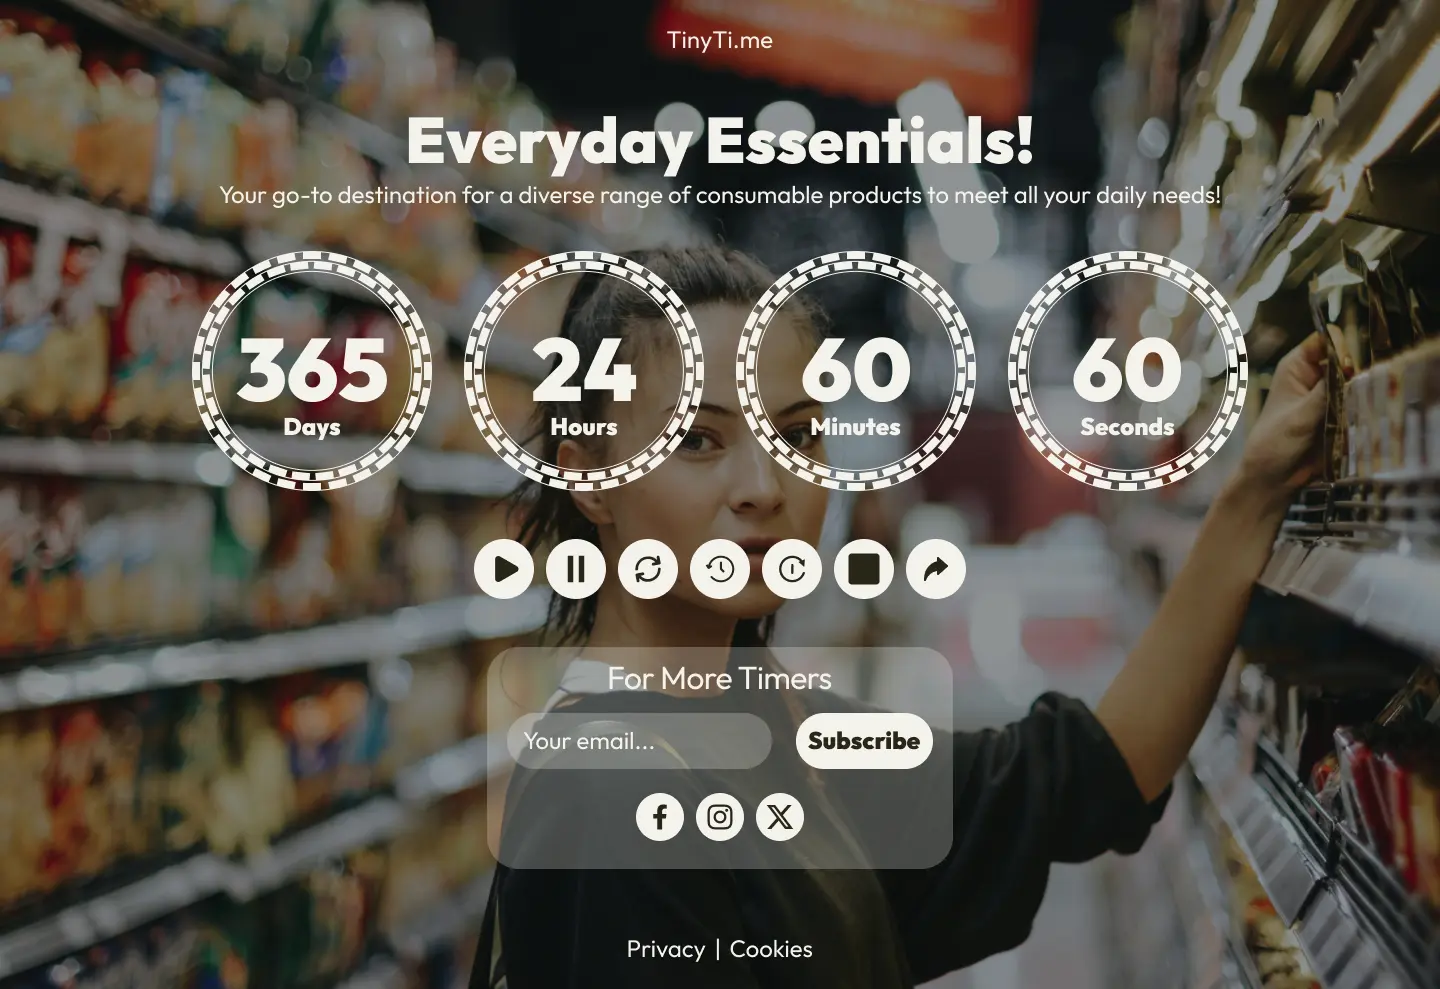 TinyTi.me
Everyday Essentials!
Your go-to destination for a diverse range of consumable products to meet all your daily needs!
365 24 60 60
Days Hours Minutes Seconds
For More Timers
Your email...
Subscribe
Privacy | Cookies